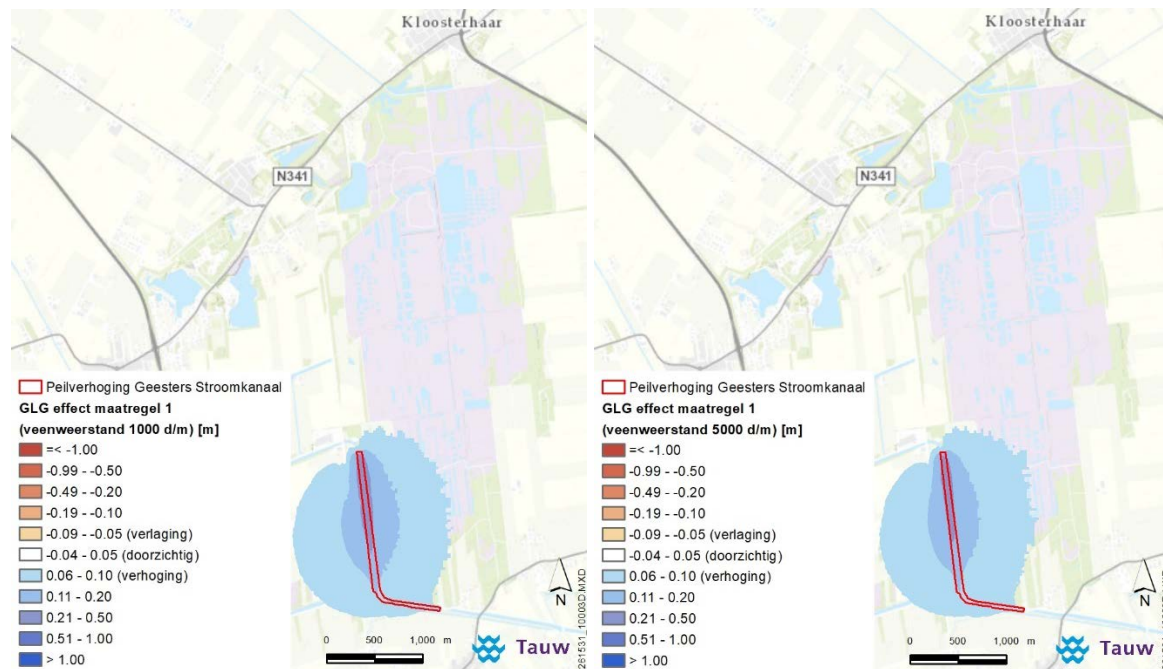 Kloosterhaar
N341
Peilverhoging Geesters Stroomkanaal
GLG effect maatregel 1
(veenweerstand 1000 d/m) [m]
=< -1.00
-0.99 - -0.50
-0.49 - -0.20
-0.19 - -0.10
-0.09 - -0.05 (verlaging)
-0.04 - 0.05 (doorzichtig)
0.06 - 0.10 (verhoging)
0.11 - 0.20
0.21 - 0.50
0.51 - 1.00
> 1.00
N
0 500 1,000 m
Tauw
261531_10003D.MXD
Kloosterhaar
N341
Peilverhoging Geesters Stroomkanaal
GLG effect maatregel 1
(veenweerstand 5000 d/m) [m]
=< -1.00
-0.99 - -0.50
-0.49 - -0.20
-0.19 - -0.10
-0.09 - -0.05 (verlaging)
-0.04 - 0.05 (doorzichtig)
0.06 - 0.10 (verhoging)
0.11 - 0.20
0.21 - 0.50
0.51 - 1.00
> 1.00
N
0 500 1,000 m
Tauw